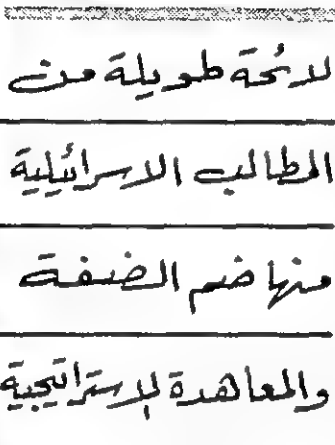 لائحة طويلة من
المطالب الاسرائيلية
منها ضم الضفة
والمعاهدة الاستراتيجية